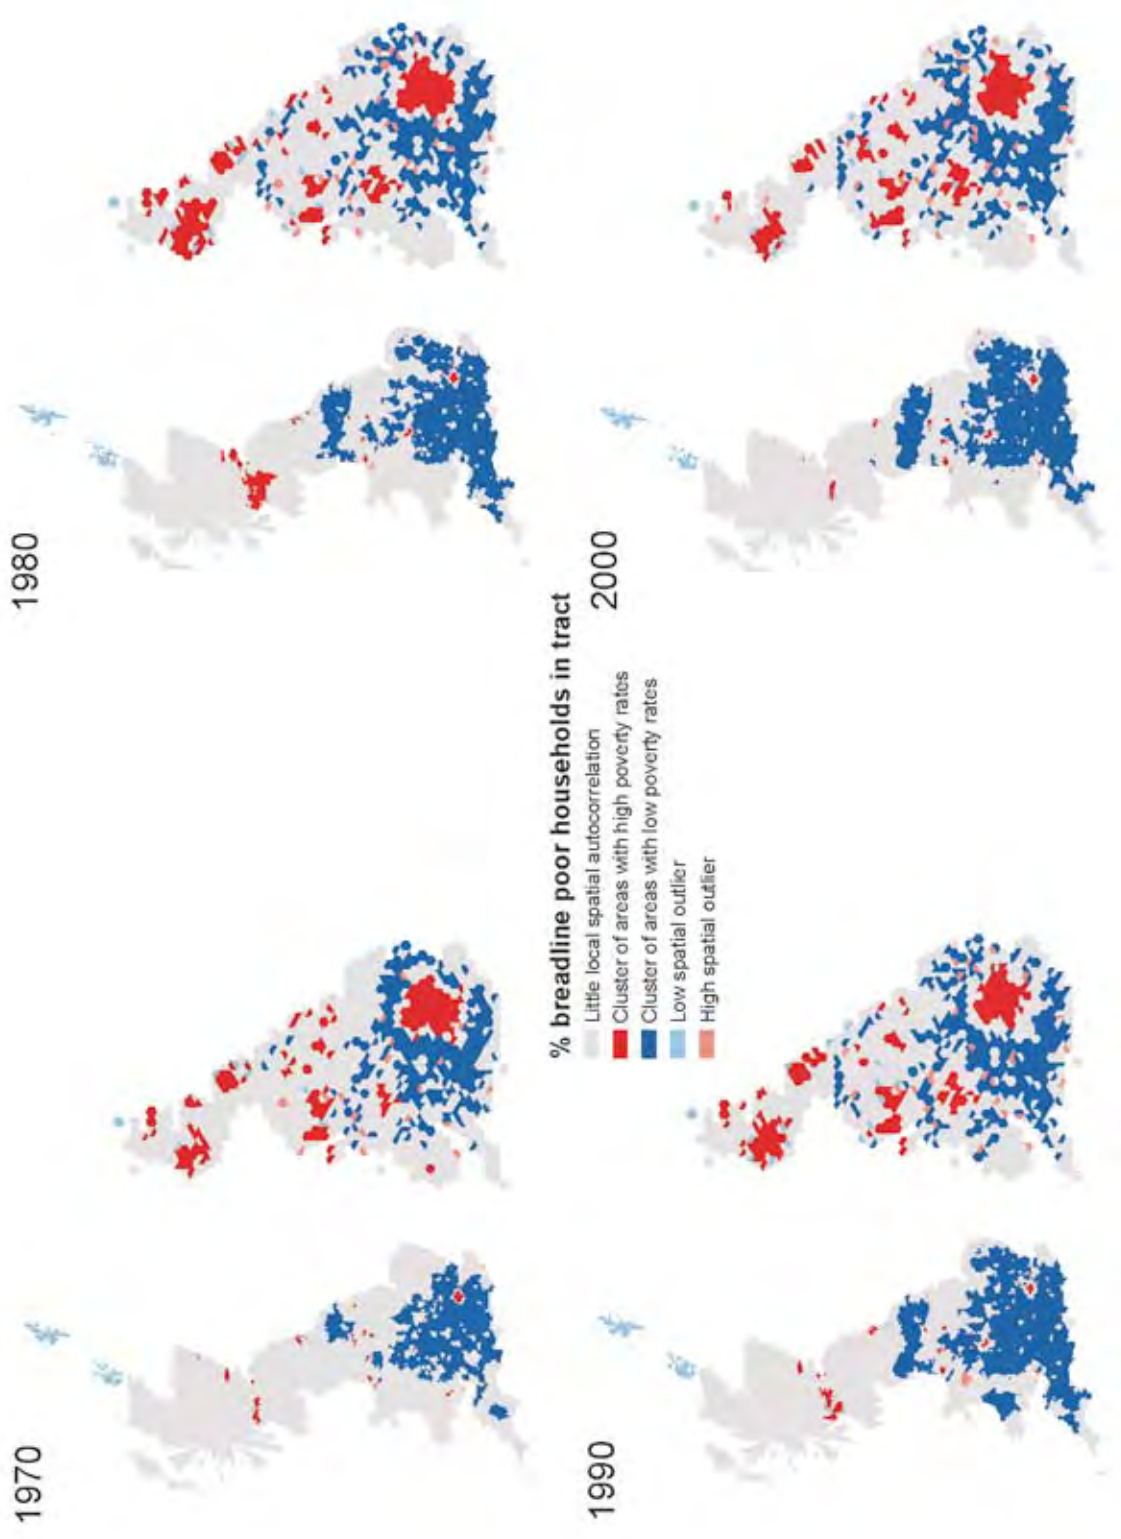 1970
1980
% breadline poor households in tract
Little local spatial autocorrelation
Cluster of areas with high poverty rates
Cluster of areas with low poverty rates
Low spatial outlier
High spatial outlier
1990
2000